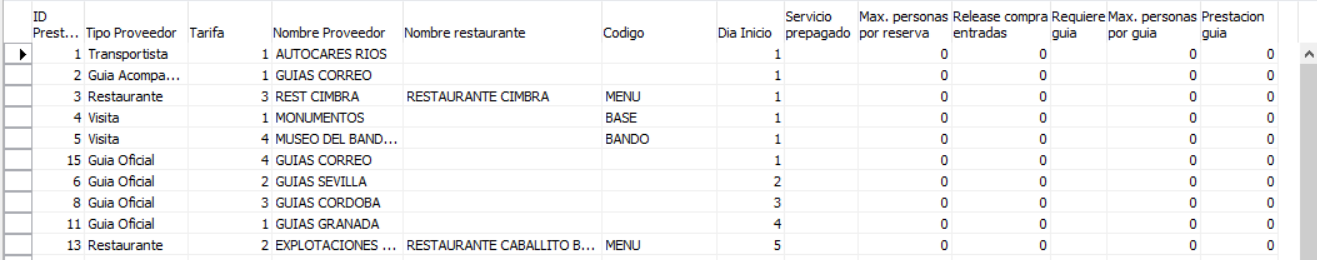 ID Prest... Tipo Proveedor Tarifa Nombre Proveedor Nombre restaurante Codigo Dia Inicio Servicio prepagado Max. personas por reserva Release compra entradas Requiere guia Max. personas por guia Prestacion guia
1 Transportista 1 AUTOCARES RIOS 1 0 0 0 0
2 Guia Acompa... 1 GUIAS CORREO 1 0 0 0 0
3 Restaurante 3 REST CIMBRA RESTAURANTE CIMBRA MENU 1 0 0 0 0
4 Visita 1 MONUMENTOS BASE 1 0 0 0 0
5 Visita 4 MUSEO DEL BAND... BANDO 1 0 0 0 0
15 Guia Oficial 4 GUIAS CORREO 1 0 0 0 0
6 Guia Oficial 2 GUIAS SEVILLA 2 0 0 0 0
8 Guia Oficial 3 GUIAS CORDOBA 3 0 0 0 0
11 Guia Oficial 1 GUIAS GRANADA 4 0 0 0 0
13 Restaurante 2 EXPLOTACIONES ... RESTAURANTE CABALLITO B... MENU 5 0 0 0 0